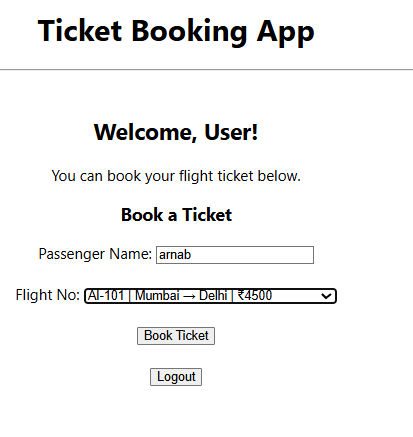 Ticket Booking App
Welcome, User!
You can book your flight ticket below.
Book a Ticket
Passenger Name: arnab
Flight No: AI-101 | Mumbai → Delhi | ₹4500
Book Ticket
Logout